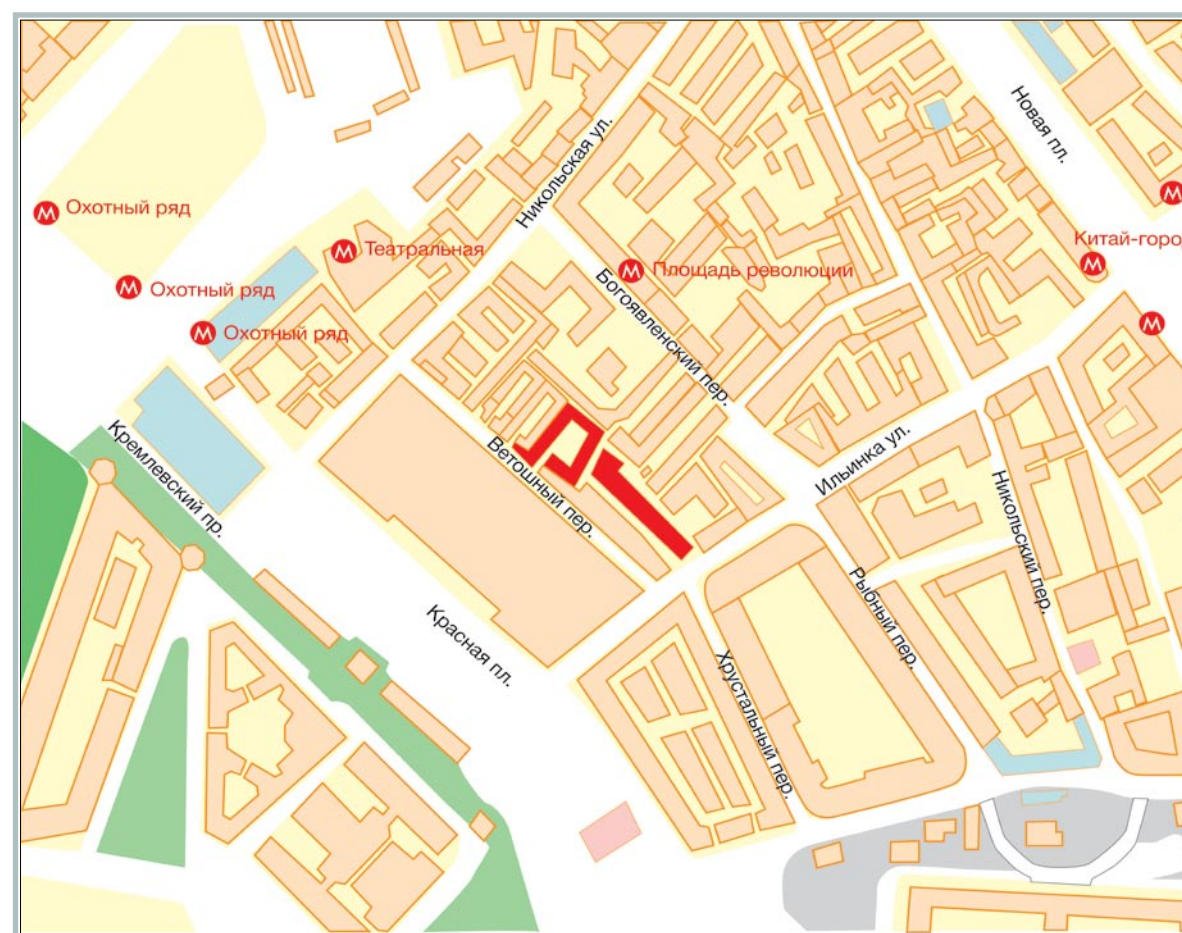 Новая пл.
Никольская ул.
Охотный ряд
Театральная
Китай-горо
Площадь революции
Охотный ряд
Охотный ряд
Богоявленский пер.
Ветошный пер.
Кремлевский пр.
Ильинка ул.
Никольский пер.
Рыбный пер.
Красная пл.
Хрустальный пер.